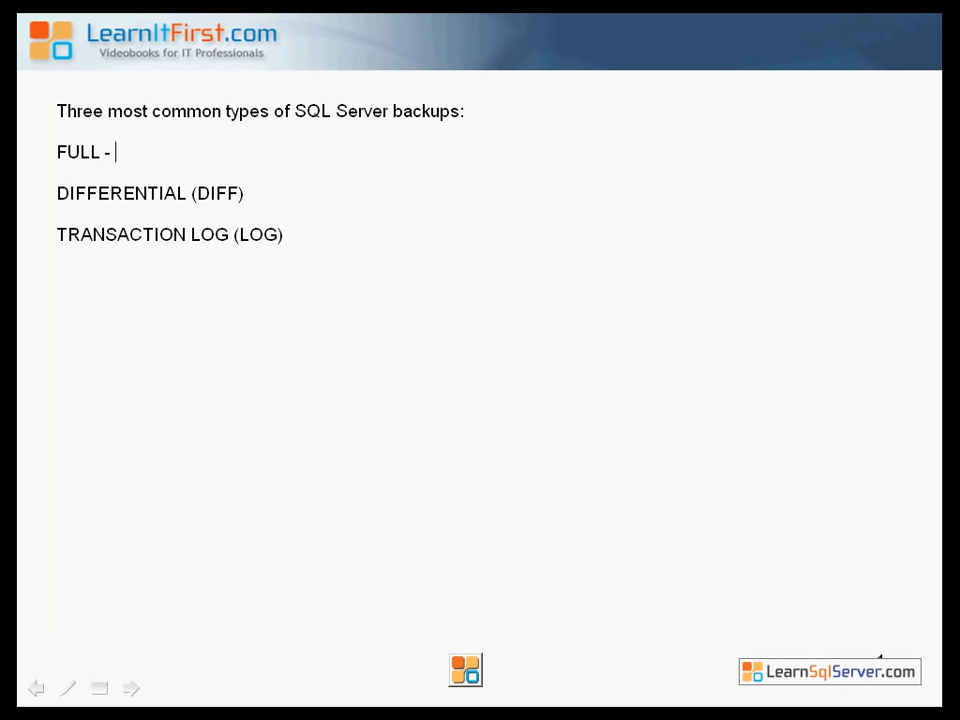 LearnItFirst.com
Videobooks for IT Professionals
Three most common types of SQL Server backups:
FULL -
DIFFERENTIAL (DIFF)
TRANSACTION LOG (LOG)
LearnSqlServer.com